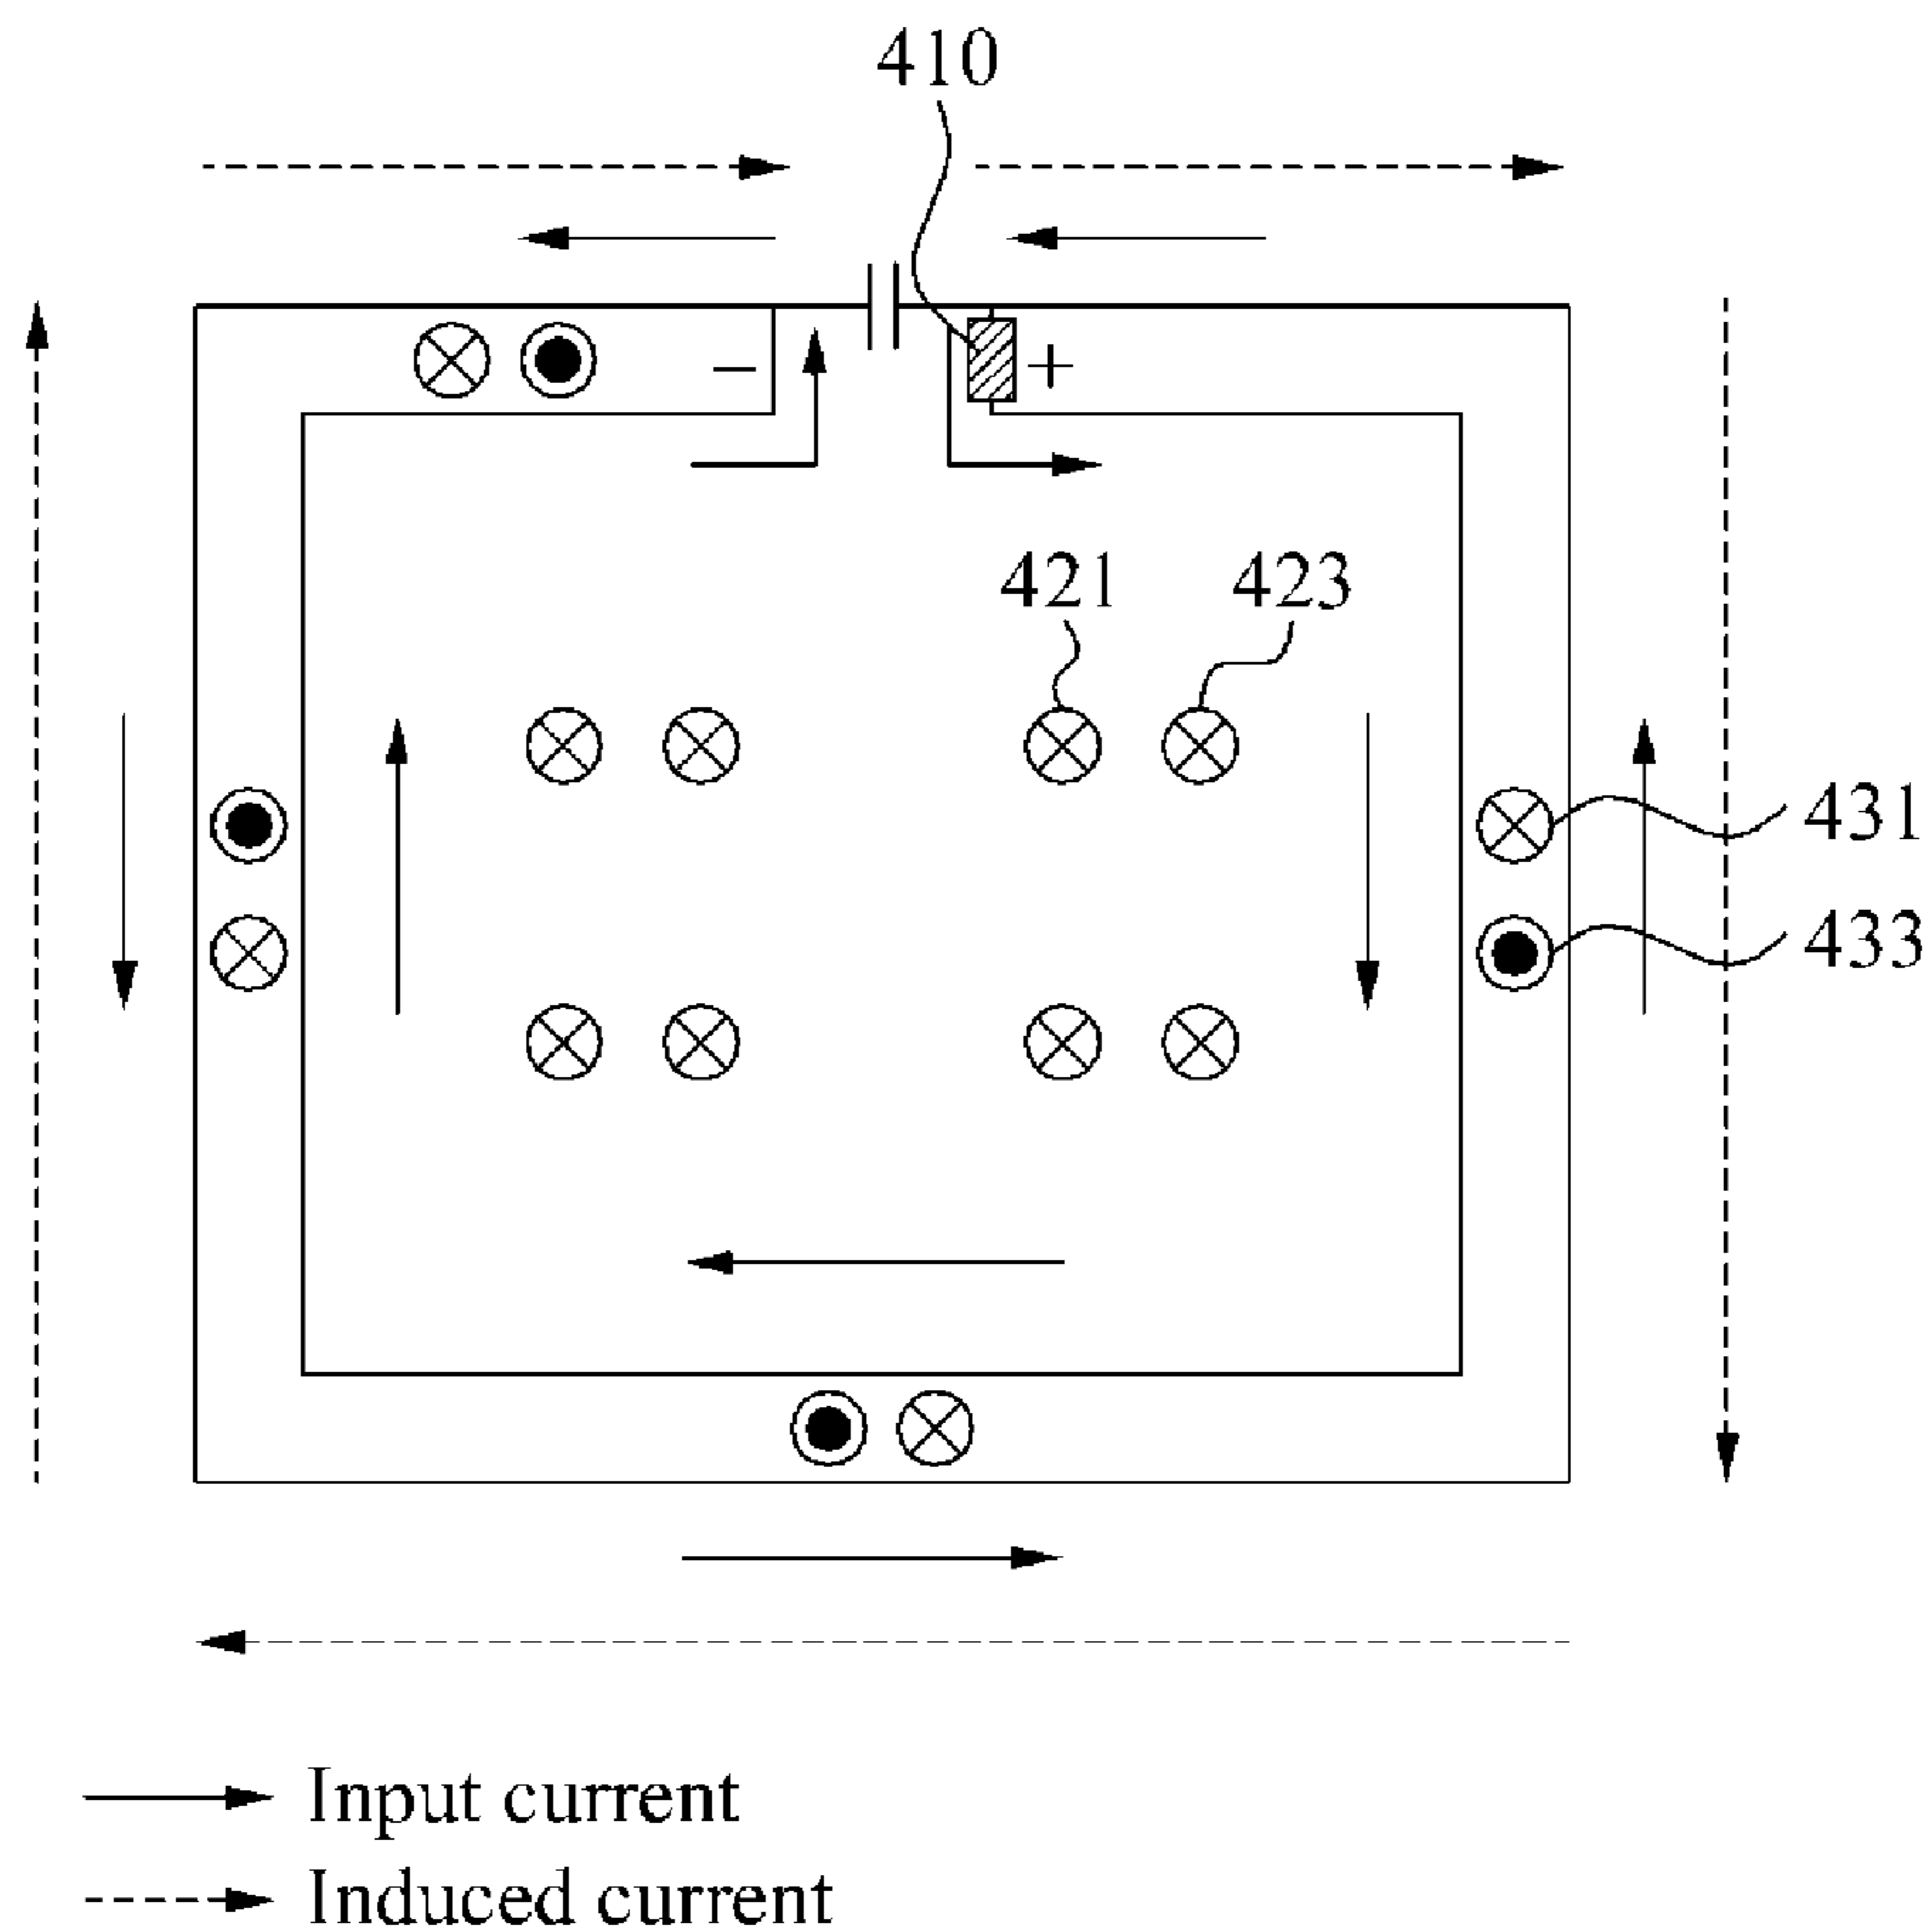 410
− +
421 423
431
433
Input current
Induced current